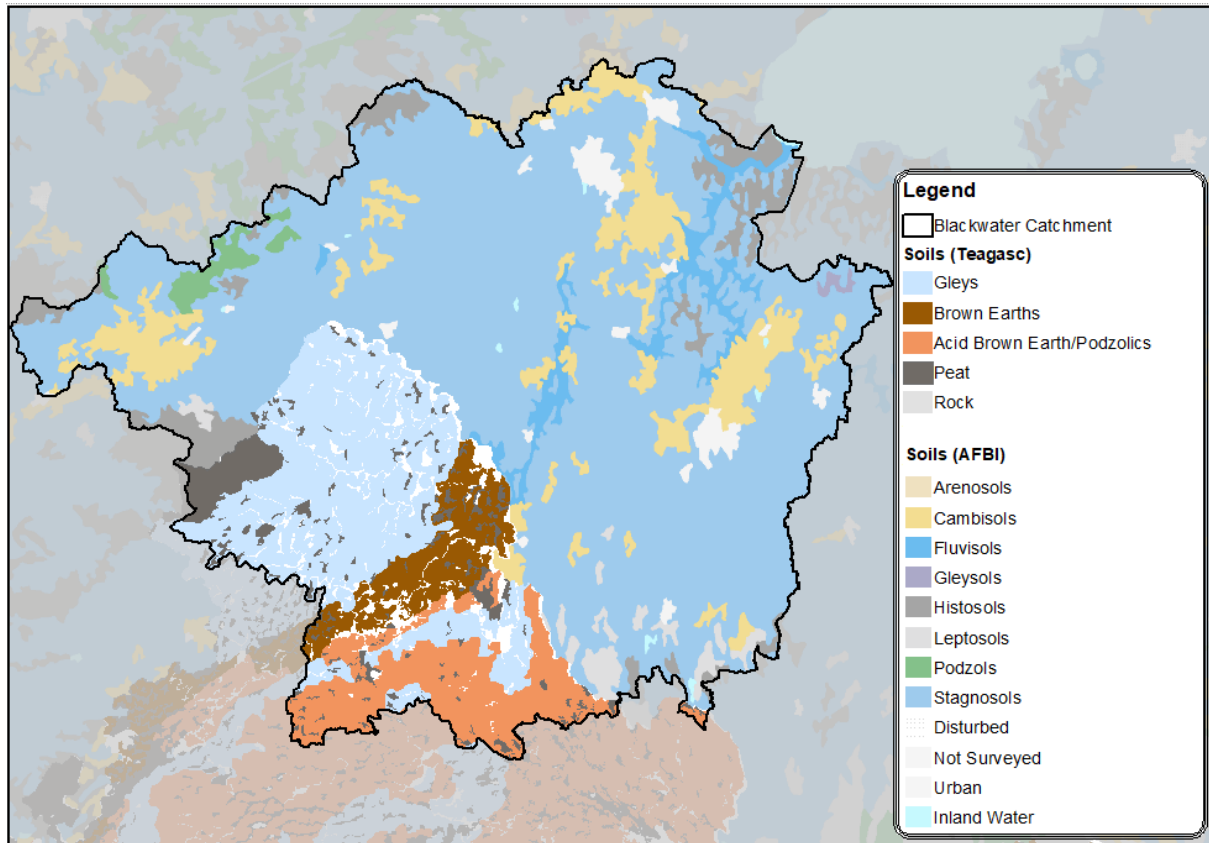 Legend
Blackwater Catchment
Soils (Teagasc)
Gleys
Brown Earths
Acid Brown Earth/Podzolics
Peat
Rock
Soils (AFBI)
Arenosols
Cambisols
Fluvisols
Gleysols
Histosols
Leptosols
Podzols
Stagnosols
Disturbed
Not Surveyed
Urban
Inland Water